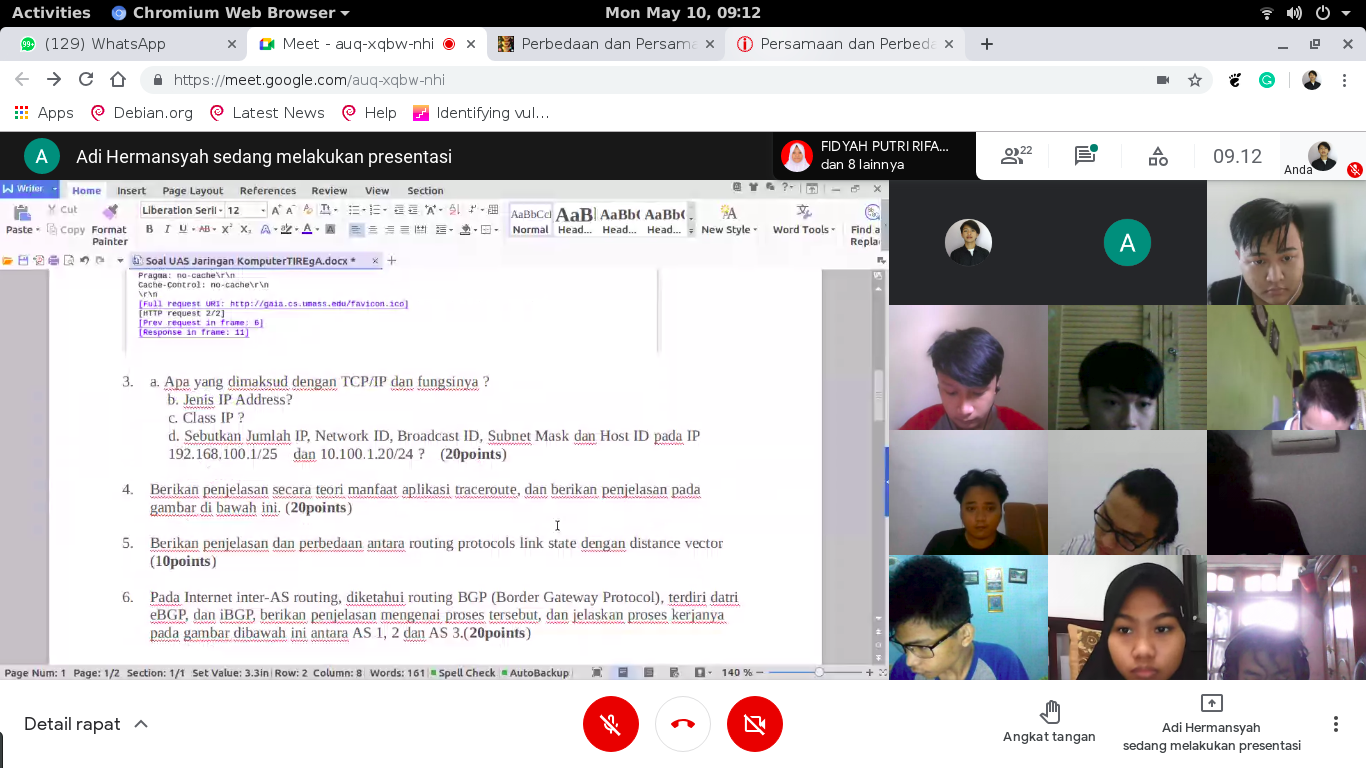 Activities Chromium Web Browser Mon May 10, 09:12
(129) WhatsApp Meet - auq-xqbw-nhi Perbedaan dan Persama Persamaan dan Perbeda
https://meet.google.com/auq-xqbw-nhi
Apps Debian.org Latest News Help Identifying vul...
A Adi Hermansyah sedang melakukan presentasi
FIDYAH PUTRI RIFA...
dan 8 lainnya
22
09.12
Anda
Writer Home Insert Page Layout References Review View Section
Paste Cut Copy Format Painter
Liberation Serif 12
AaBbCcI AaB AaBb( AaBb(
Normal Head... Head... Head... New Style Word Tools Find a Repla
Soal UAS Jaringan KomputerTIREgA.docx *
Pragma: no-cache\r\n
Cache-Control: no-cache\r\n
\r\n
[Full request URI: http://gaia.cs.umass.edu/favicon.ico]
[HTTP request 2/2]
[Prev request in frame: 6]
[Response in frame: 11]
3. a. Apa yang dimaksud dengan TCP/IP dan fungsinya ?
b. Jenis IP Address?
c. Class IP ?
d. Sebutkan Jumlah IP, Network ID, Broadcast ID, Subnet Mask dan Host ID pada IP
192.168.100.1/25 dan 10.100.1.20/24 ? (20points)
4. Berikan penjelasan secara teori manfaat aplikasi traceroute, dan berikan penjelasan pada
gambar di bawah ini. (20points)
5. Berikan penjelasan dan perbedaan antara routing protocols link state dengan distance vector
(10points)
6. Pada Internet inter-AS routing, diketahui routing BGP (Border Gateway Protocol), terdiri datri
eBGP, dan iBGP, berikan penjelasan mengenai proses tersebut, dan jelaskan proses kerjanya
pada gambar dibawah ini antara AS 1, 2 dan AS 3.(20points)
Page Num: 1 Page: 1/2 Section: 1/1 Set Value: 3.3in Row: 2 Column: 8 Words: 161 Spell Check AutoBackup 140 %
A
Detail rapat
Angkat tangan
Adi Hermansyah
sedang melakukan presentasi